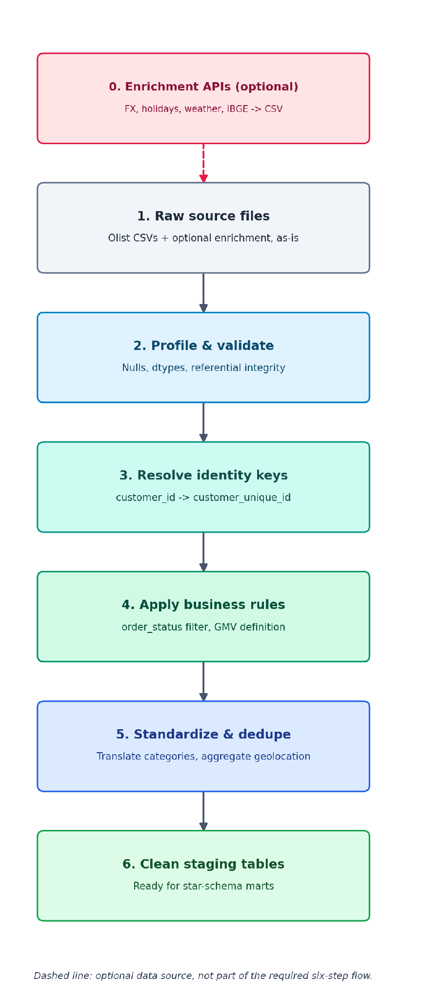 0. Enrichment APIs (optional)
FX, holidays, weather, IBGE -> CSV
1. Raw source files
Olist CSVs + optional enrichment, as-is
2. Profile & validate
Nulls, dtypes, referential integrity
3. Resolve identity keys
customer_id -> customer_unique_id
4. Apply business rules
order_status filter, GMV definition
5. Standardize & dedupe
Translate categories, aggregate geolocation
6. Clean staging tables
Ready for star-schema marts
Dashed line: optional data source, not part of the required six-step flow.